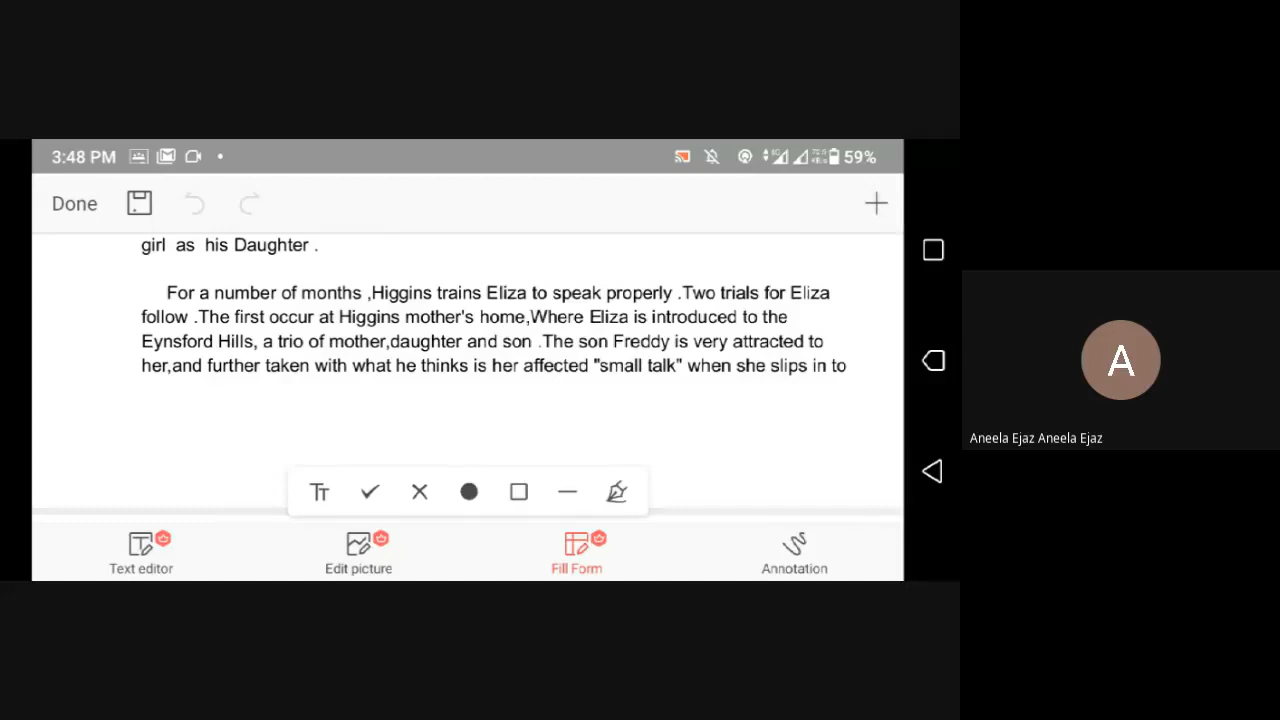 3:48 PM
59%
Done
girl as his Daughter .
For a number of months ,Higgins trains Eliza to speak properly .Two trials for Eliza
follow .The first occur at Higgins mother's home,Where Eliza is introduced to the
Eynsford Hills, a trio of mother,daughter and son .The son Freddy is very attracted to
her,and further taken with what he thinks is her affected "small talk" when she slips in to
Text editor
Edit picture
Fill Form
Annotation
A
Aneela Ejaz Aneela Ejaz